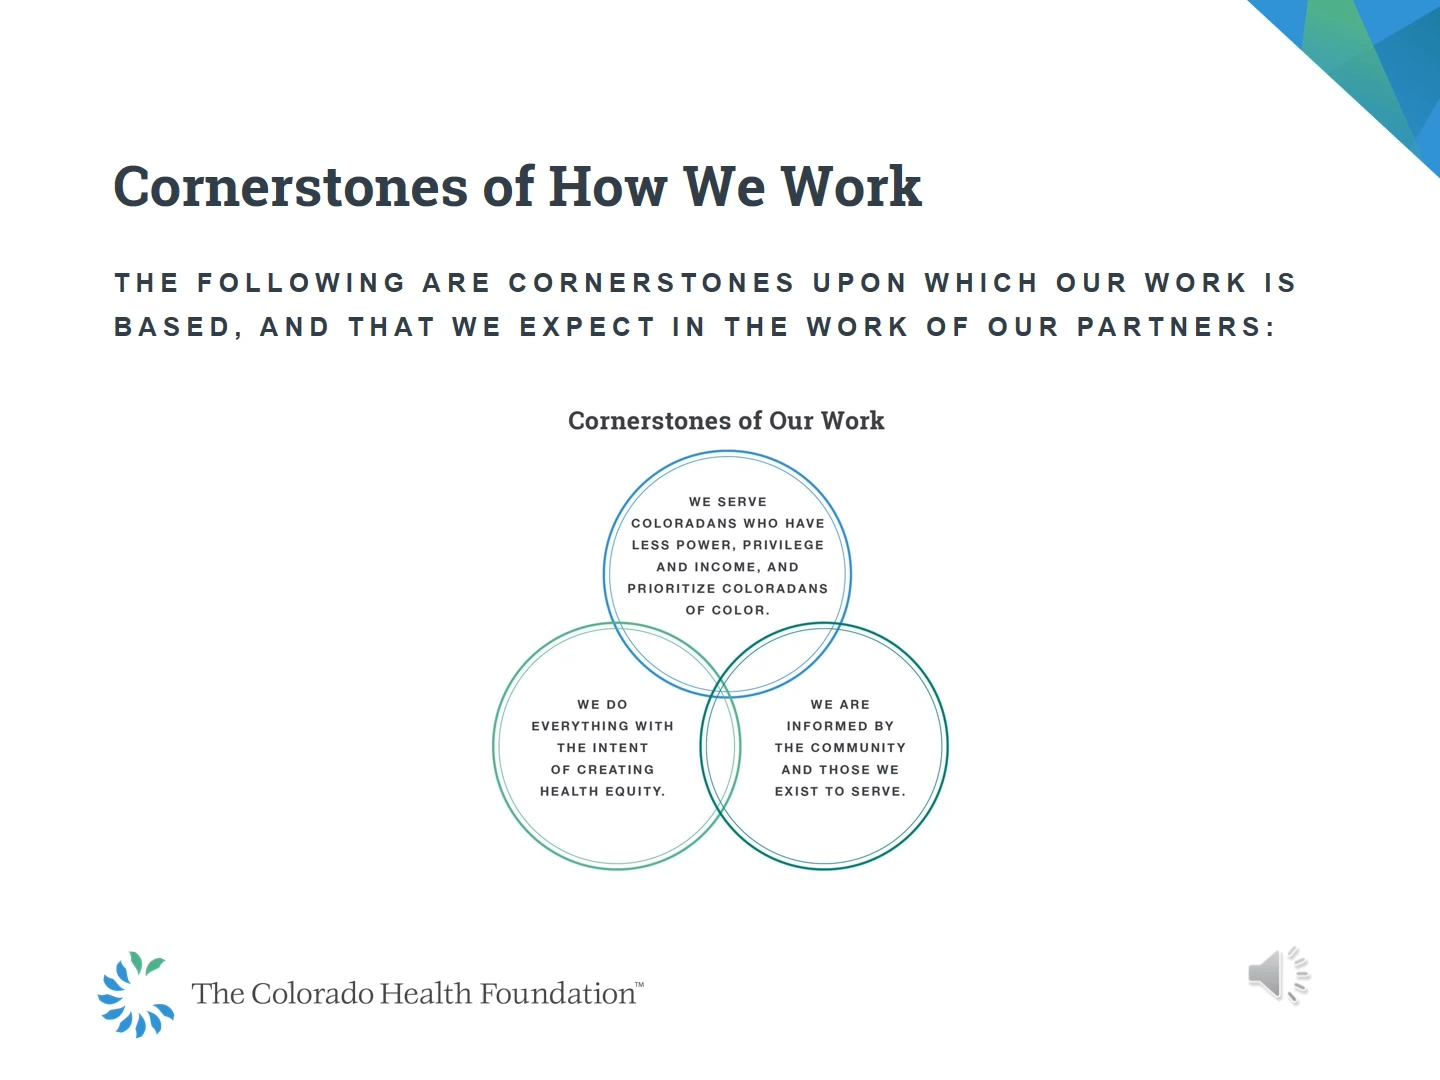 Cornerstones of How We Work
THE FOLLOWING ARE CORNERSTONES UPON WHICH OUR WORK IS
BASED, AND THAT WE EXPECT IN THE WORK OF OUR PARTNERS:
Cornerstones of Our Work
WE SERVE
COLORADANS WHO HAVE
LESS POWER, PRIVILEGE
AND INCOME, AND
PRIORITIZE COLORADANS
OF COLOR.
WE DO
EVERYTHING WITH
THE INTENT
OF CREATING
HEALTH EQUITY.
WE ARE
INFORMED BY
THE COMMUNITY
AND THOSE WE
EXIST TO SERVE.
The Colorado Health Foundation™